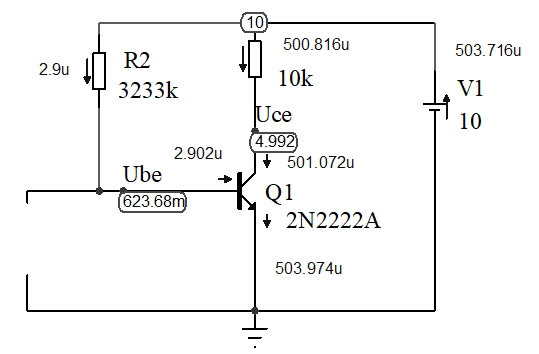 10
500.816u
503.716u
R2
2.9u
3233k
10k
V1
10
Uce
4.992
2.902u
501.072u
Ube
623.68m
Q1
2N2222A
503.974u